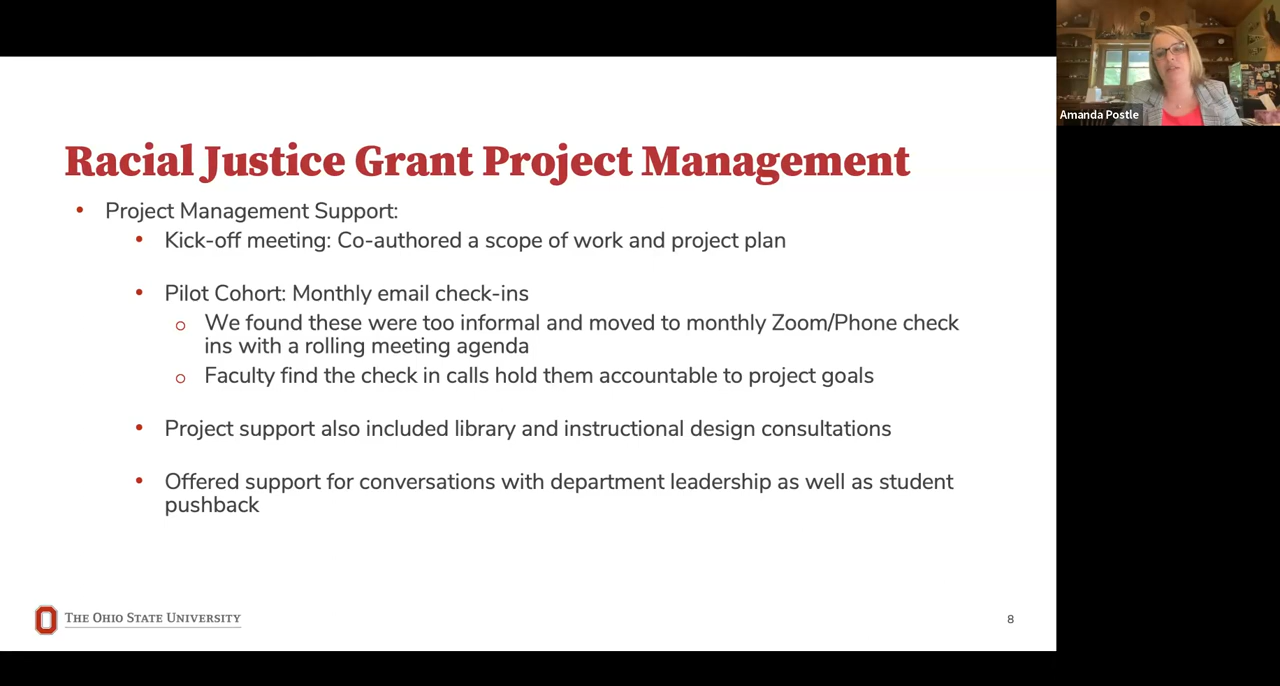 Racial Justice Grant Project Management
• Project Management Support:
• Kick-off meeting: Co-authored a scope of work and project plan
• Pilot Cohort: Monthly email check-ins
o We found these were too informal and moved to monthly Zoom/Phone check
ins with a rolling meeting agenda
o Faculty find the check in calls hold them accountable to project goals
• Project support also included library and instructional design consultations
• Offered support for conversations with department leadership as well as student
pushback
THE OHIO STATE UNIVERSITY
8
Amanda Postle